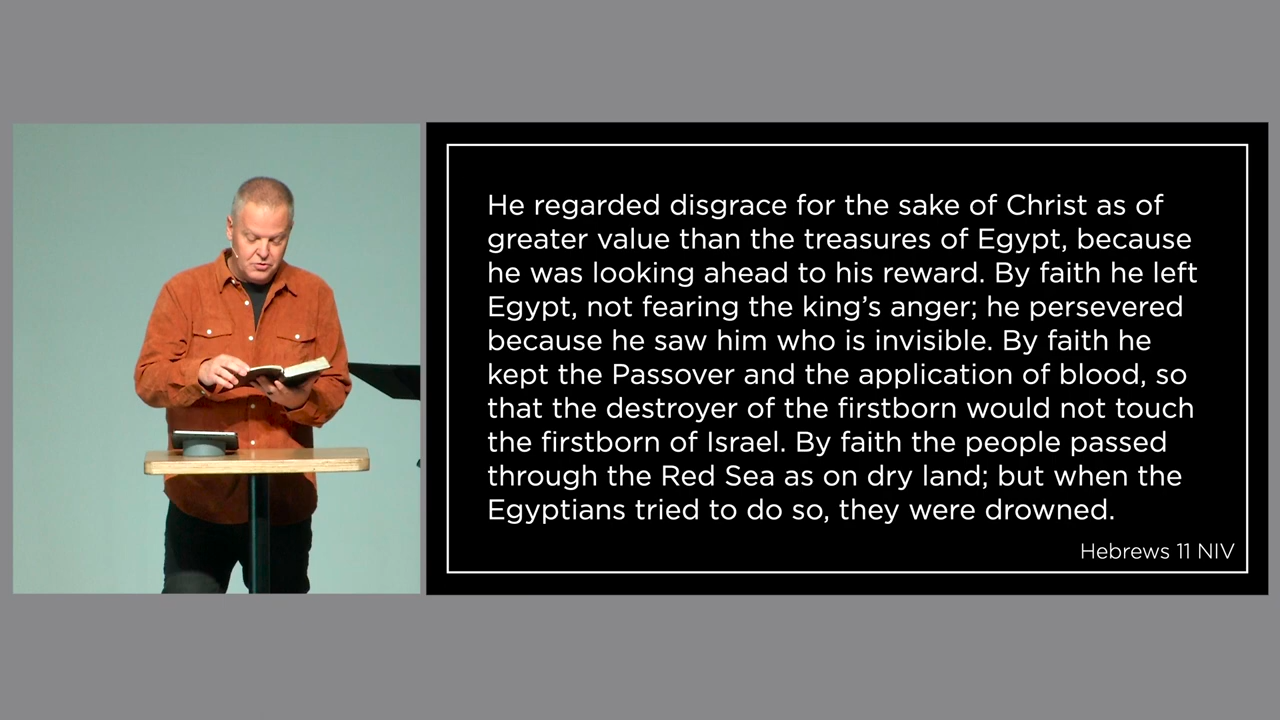 He regarded disgrace for the sake of Christ as of
greater value than the treasures of Egypt, because
he was looking ahead to his reward. By faith he left
Egypt, not fearing the king’s anger; he persevered
because he saw him who is invisible. By faith he
kept the Passover and the application of blood, so
that the destroyer of the firstborn would not touch
the firstborn of Israel. By faith the people passed
through the Red Sea as on dry land; but when the
Egyptians tried to do so, they were drowned.
Hebrews 11 NIV